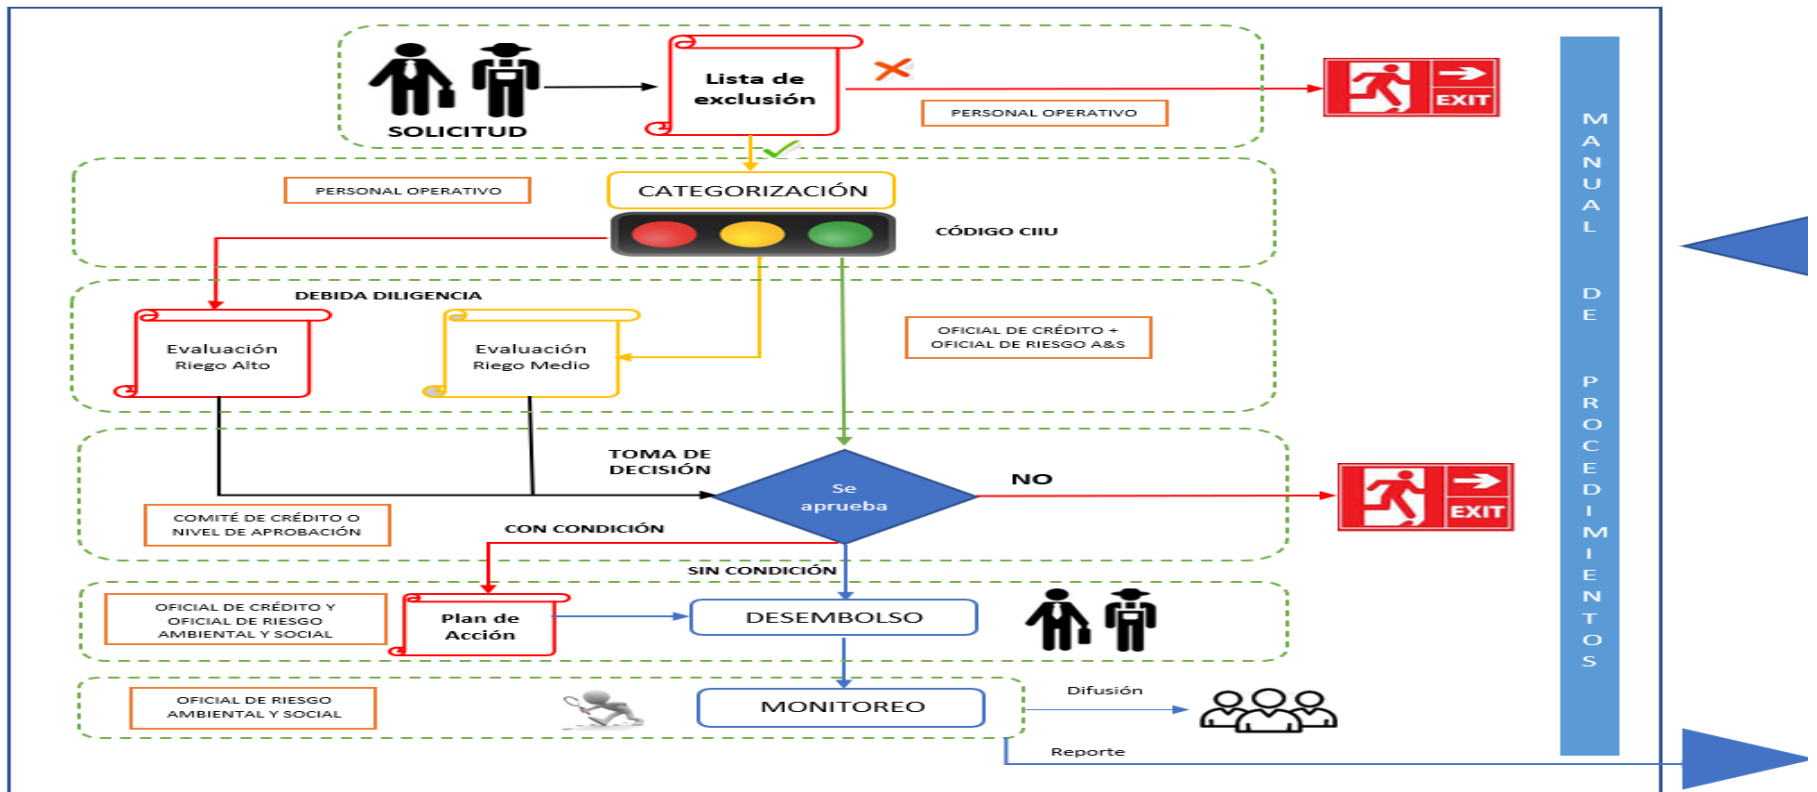 SOLICITUD
Lista de
exclusión
PERSONAL OPERATIVO
EXIT
PERSONAL OPERATIVO
CATEGORIZACIÓN
CÓDIGO CIIU
DEBIDA DILIGENCIA
Evaluación
Riego Alto
Evaluación
Riego Medio
OFICIAL DE CRÉDITO +
OFICIAL DE RIESGO A&S
TOMA DE
DECISIÓN
Se
aprueba
NO
EXIT
COMITÉ DE CRÉDITO O
NIVEL DE APROBACIÓN
CON CONDICIÓN
SIN CONDICIÓN
OFICIAL DE CRÉDITO Y
OFICIAL DE RIESGO
AMBIENTAL Y SOCIAL
Plan de
Acción
DESEMBOLSO
OFICIAL DE RIESGO
AMBIENTAL Y SOCIAL
MONITOREO
Difusión
Reporte
MANUAL DE PROCEDIMIENTOS